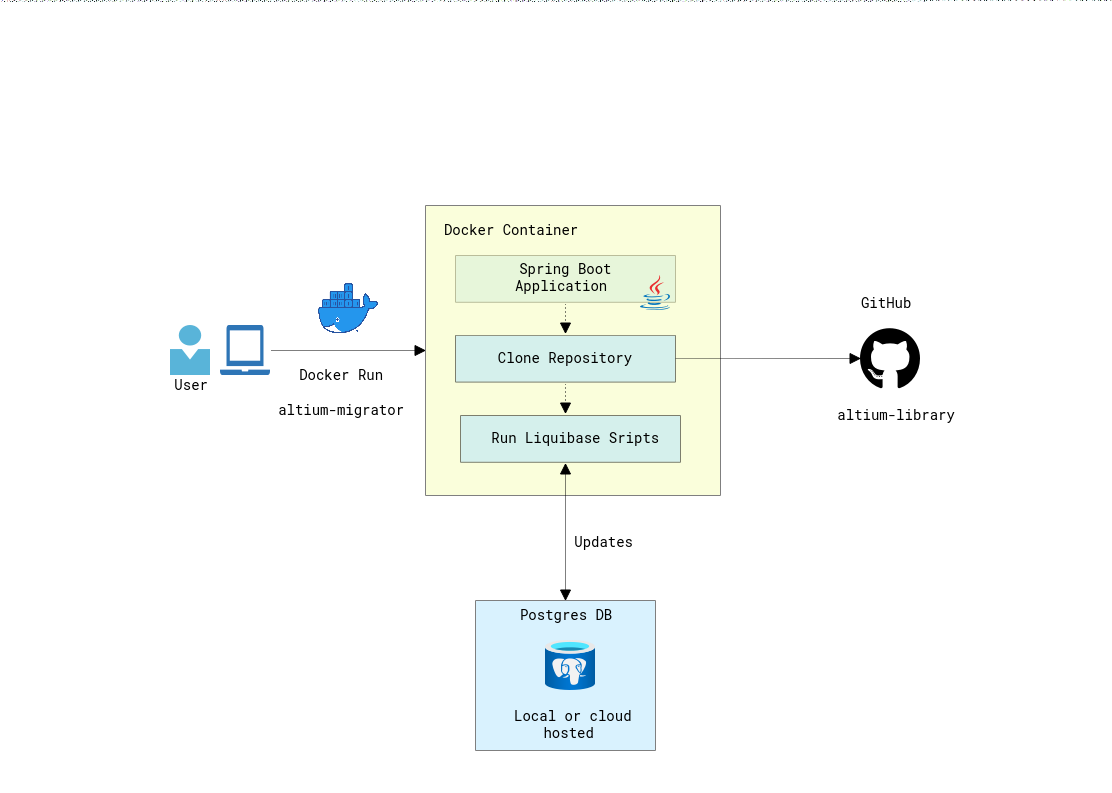 Docker Container
Spring Boot
Application
GitHub
Clone Repository
User
Docker Run
altium-migrator
altium-library
Run Liquibase Sripts
Updates
Postgres DB
Local or cloud
hosted